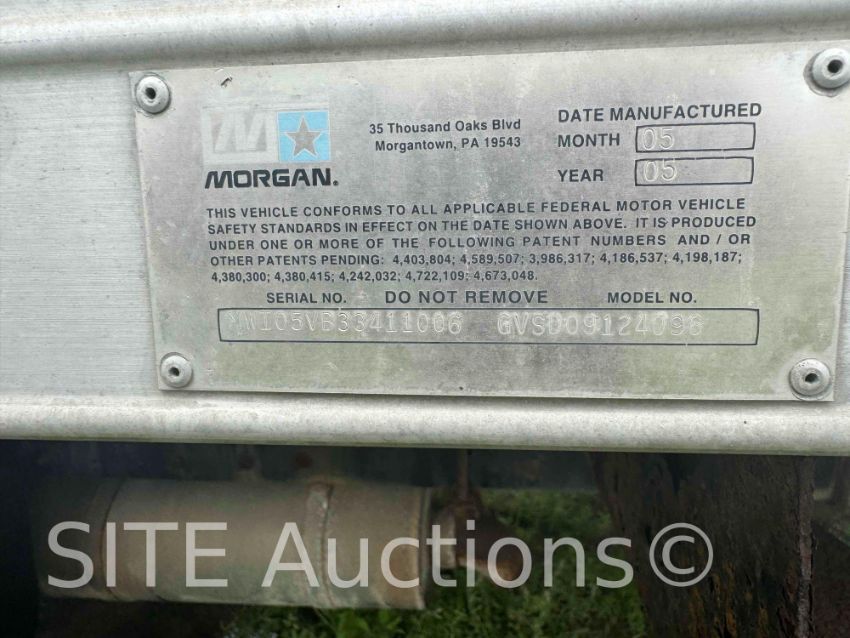 M
MORGAN®
35 Thousand Oaks Blvd
Morgantown, PA 19543
DATE MANUFACTURED
MONTH 05
YEAR 05
THIS VEHICLE CONFORMS TO ALL APPLICABLE FEDERAL MOTOR VEHICLE
SAFETY STANDARDS IN EFFECT ON THE DATE SHOWN ABOVE. IT IS PRODUCED
UNDER ONE OR MORE OF THE FOLLOWING PATENT NUMBERS AND / OR
OTHER PATENTS PENDING: 4,403,804; 4,589,507; 3,986,317; 4,186,537; 4,198,187;
4,380,300; 4,380,415; 4,242,032; 4,722,109; 4,673,048.
SERIAL NO. DO NOT REMOVE MODEL NO.
GVSD09124096
SITE Auctions©